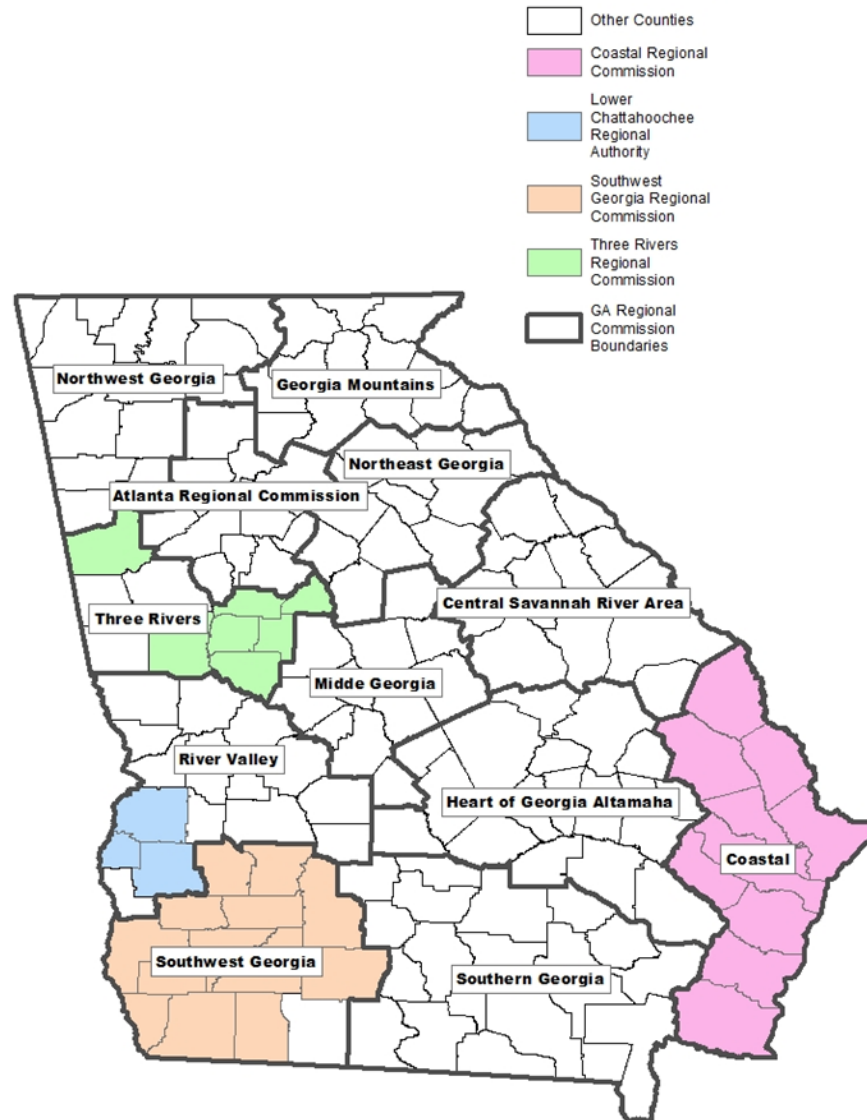 Other Counties
Coastal Regional
Commission
Lower
Chattahoochee
Regional
Authority
Southwest
Georgia Regional
Commission
Three Rivers
Regional
Commission
GA Regional
Commission
Boundaries
Northwest Georgia
Georgia Mountains
Northeast Georgia
Atlanta Regional Commission
Central Savannah River Area
Three Rivers
Midde Georgia
River Valley
Heart of Georgia Altamaha
Coastal
Southwest Georgia
Southern Georgia